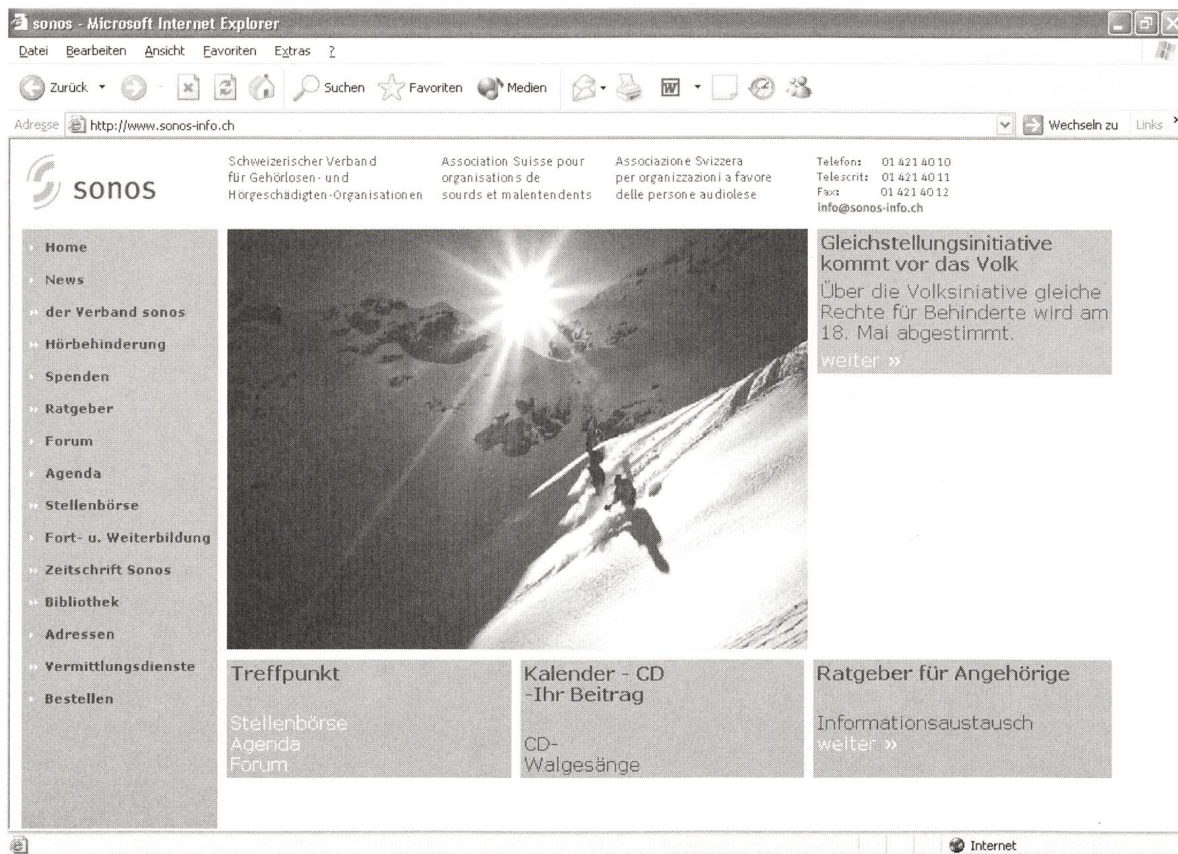 sonos - Microsoft Internet Explorer
Datei Bearbeiten Ansicht Favoriten Extras ?
Zurück Suchen Favoriten Medien
Adresse http://www.sonos-info.ch Wechseln zu Links
sonos
Schweizerischer Verband
für Gehörlosen- und
Hörgeschädigten-Organisationen
Association Suisse pour
organisations de
sourds et malentendents
Associazione Svizzera
per organizzazioni a favore
delle persone audiolese
Telefon: 01 421 40 10
Telescrit: 01 421 40 11
Fax: 01 421 40 12
info@sonos-info.ch
Home
News
der Verband sonos
Hörbehinderung
Spenden
Ratgeber
Forum
Agenda
Stellenbörse
Fort- u. Weiterbildung
Zeitschrift Sonos
Bibliothek
Adressen
Vermittlungsdienste
Bestellen
Gleichstellungsinitiative
kommt vor das Volk
Über die Volksiniative gleiche
Rechte für Behinderte wird am
18. Mai abgestimmt.
weiter »
Treffpunkt
Stellenbörse
Agenda
Forum
Kalender - CD
-Ihr Beitrag
CD-
Walgesänge
Ratgeber für Angehörige
Informationsaustausch
weiter »
Internet